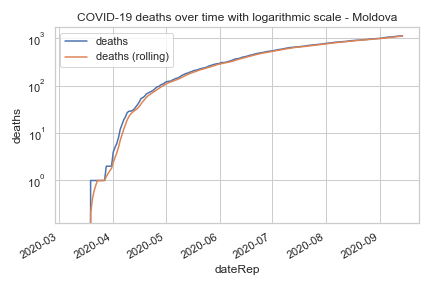 COVID-19 deaths over time with logarithmic scale - Moldova
deaths
deaths (rolling)
10³
10²
10¹
10⁰
deaths
2020-03
2020-04
2020-05
2020-06
2020-07
2020-08
2020-09
dateRep